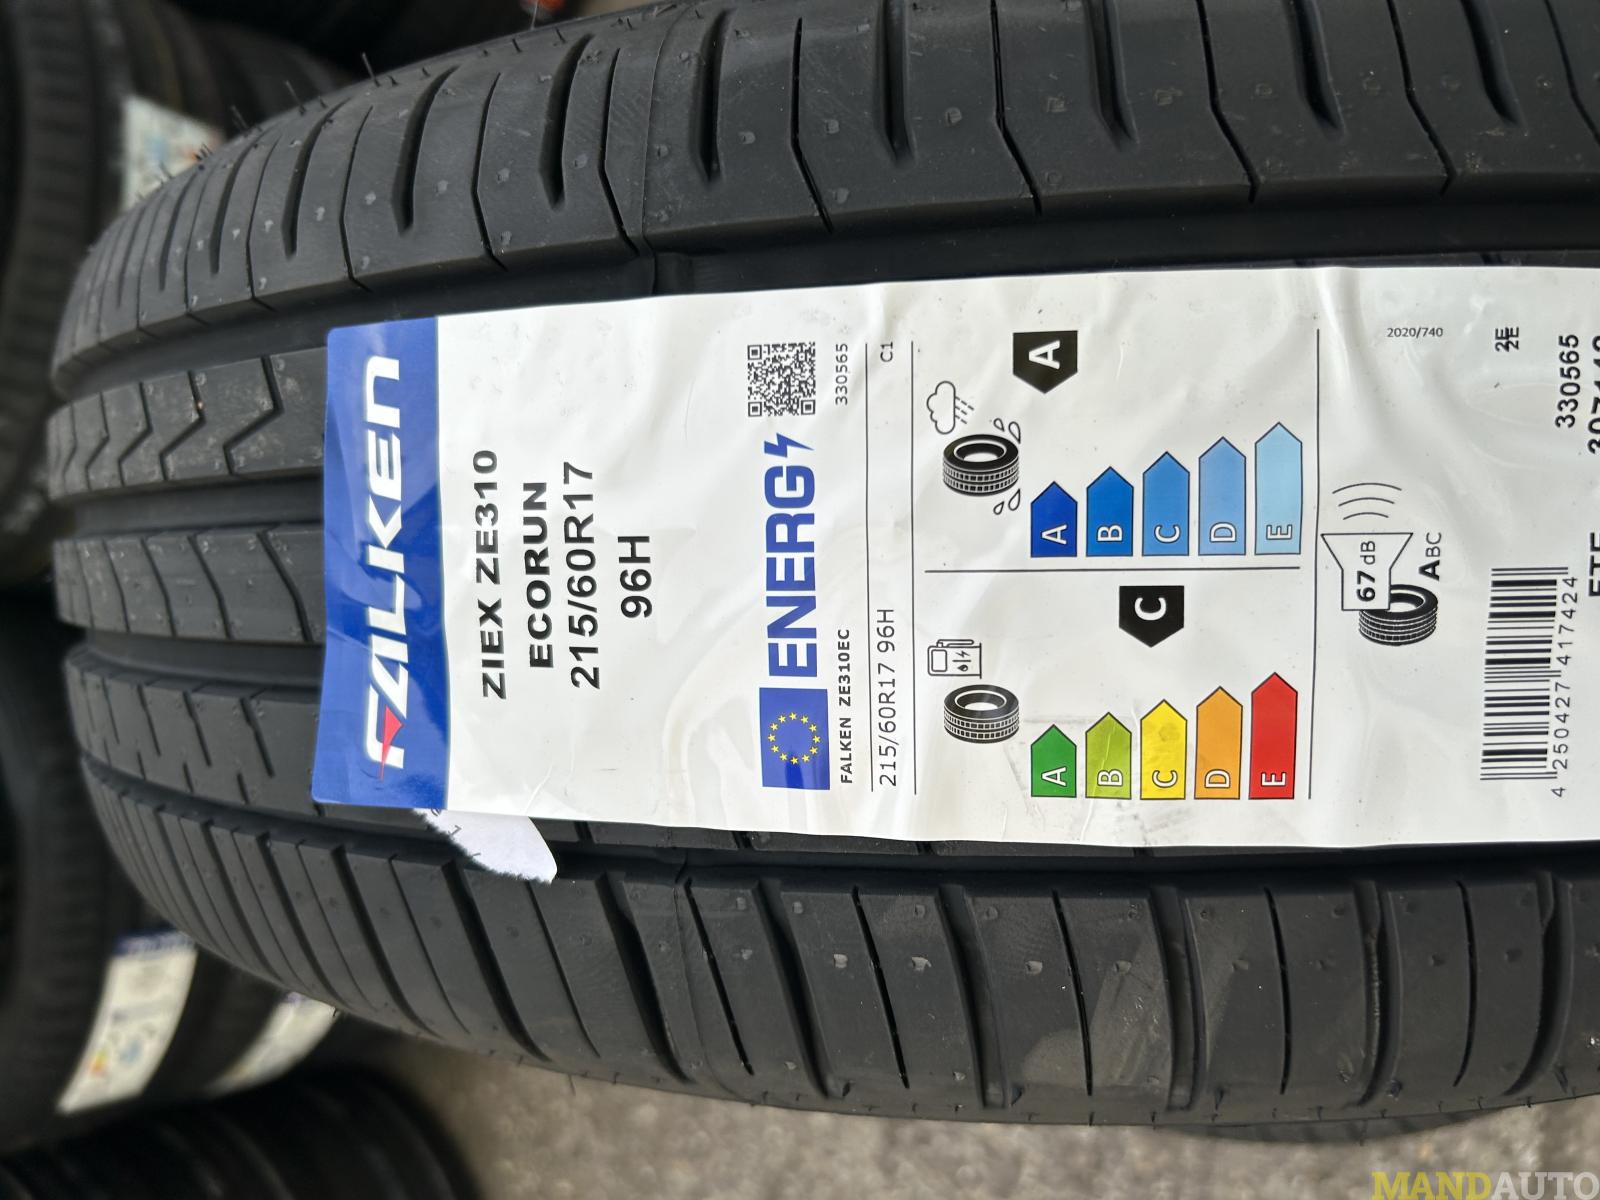 FALKEN
ZIEX ZE310
ECORUN
215/60R17
96H
ENERG
330565
FALKEN ZE310EC
215/60R17 96H C1
A
C
A
B
C
D
E
A
B
C
D
E
67 dB
ABC
2020/740
2E
4 250427 417424
330565
MANDAUTO